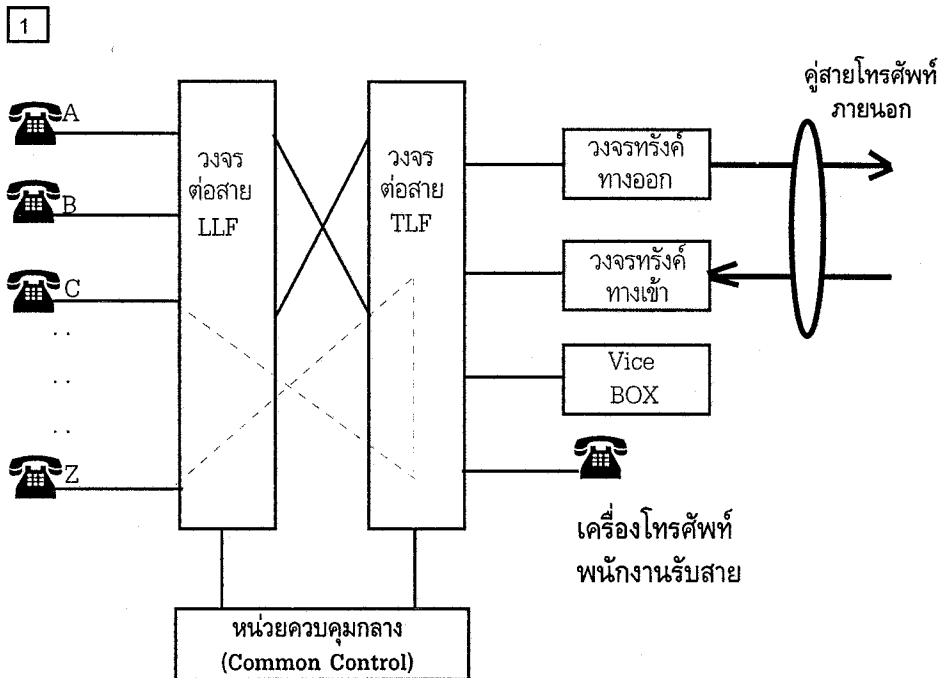 1
A
B
C
. .
. .
. .
Z
วงจร
ต่อสาย
LLF
วงจร
ต่อสาย
TLF
วงจรทรังค์
ทางออก
วงจรทรังค์
ทางเข้า
Vice
BOX
คู่สายโทรศัพท์
ภายนอก
เครื่องโทรศัพท์
พนักงานรับสาย
หน่วยควบคุมกลาง
(Common Control)